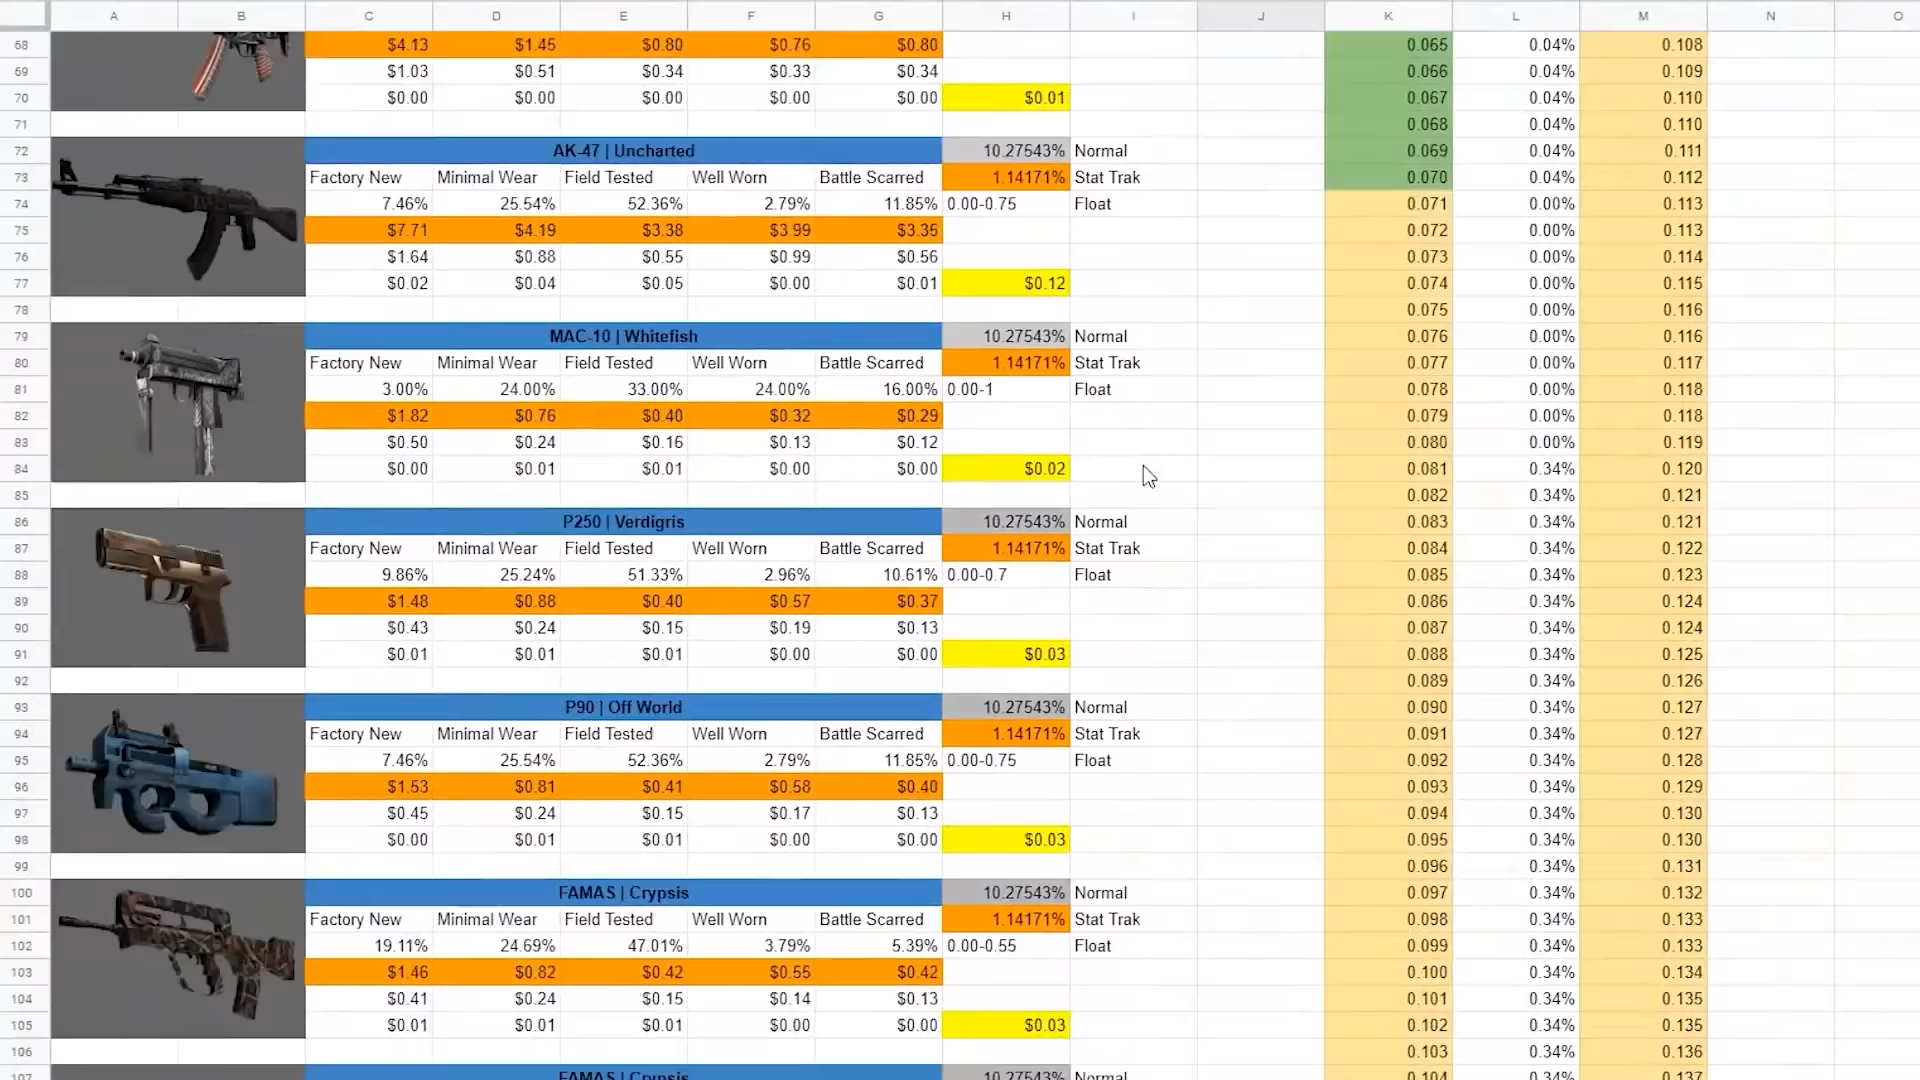 A B C D E F G H I J K L M N O
68 $4.13 $1.45 $0.80 $0.76 $0.80 0.065 0.04% 0.108
69 $1.03 $0.51 $0.34 $0.33 $0.34 0.066 0.04% 0.109
70 $0.00 $0.00 $0.00 $0.00 $0.00 $0.01 0.067 0.04% 0.110
71 0.068 0.04% 0.110
72 AK-47 | Uncharted 10.27543% Normal 0.069 0.04% 0.111
73 Factory New Minimal Wear Field Tested Well Worn Battle Scarred 1.14171% Stat Trak 0.070 0.04% 0.112
74 7.46% 25.54% 52.36% 2.79% 11.85% 0.00-0.75 Float 0.071 0.00% 0.113
75 $7.71 $4.19 $3.38 $3.99 $3.35 0.072 0.00% 0.113
76 $1.64 $0.88 $0.55 $0.99 $0.56 0.073 0.00% 0.114
77 $0.02 $0.04 $0.05 $0.00 $0.01 $0.12 0.074 0.00% 0.115
78 0.075 0.00% 0.116
79 MAC-10 | Whitefish 10.27543% Normal 0.076 0.00% 0.116
80 Factory New Minimal Wear Field Tested Well Worn Battle Scarred 1.14171% Stat Trak 0.077 0.00% 0.117
81 3.00% 24.00% 33.00% 24.00% 16.00% 0.00-1 Float 0.078 0.00% 0.118
82 $1.82 $0.76 $0.40 $0.32 $0.29 0.079 0.00% 0.118
83 $0.50 $0.24 $0.16 $0.13 $0.12 0.080 0.00% 0.119
84 $0.00 $0.01 $0.01 $0.00 $0.00 $0.02 0.081 0.34% 0.120
85 0.082 0.34% 0.121
86 P250 | Verdigris 10.27543% Normal 0.083 0.34% 0.121
87 Factory New Minimal Wear Field Tested Well Worn Battle Scarred 1.14171% Stat Trak 0.084 0.34% 0.122
88 9.86% 25.24% 51.33% 2.96% 10.61% 0.00-0.7 Float 0.085 0.34% 0.123
89 $1.48 $0.88 $0.40 $0.57 $0.37 0.086 0.34% 0.124
90 $0.43 $0.24 $0.15 $0.19 $0.13 0.087 0.34% 0.124
91 $0.01 $0.01 $0.01 $0.00 $0.00 $0.03 0.088 0.34% 0.125
92 0.089 0.34% 0.126
93 P90 | Off World 10.27543% Normal 0.090 0.34% 0.127
94 Factory New Minimal Wear Field Tested Well Worn Battle Scarred 1.14171% Stat Trak 0.091 0.34% 0.127
95 7.46% 25.54% 52.36% 2.79% 11.85% 0.00-0.75 Float 0.092 0.34% 0.128
96 $1.53 $0.81 $0.41 $0.58 $0.40 0.093 0.34% 0.129
97 $0.45 $0.24 $0.15 $0.17 $0.13 0.094 0.34% 0.130
98 $0.00 $0.01 $0.01 $0.00 $0.00 $0.03 0.095 0.34% 0.130
99 0.096 0.34% 0.131
100 FAMAS | Crypsis 10.27543% Normal 0.097 0.34% 0.132
101 Factory New Minimal Wear Field Tested Well Worn Battle Scarred 1.14171% Stat Trak 0.098 0.34% 0.133
102 19.11% 24.69% 47.01% 3.79% 5.39% 0.00-0.55 Float 0.099 0.34% 0.133
103 $1.46 $0.82 $0.42 $0.55 $0.42 0.100 0.34% 0.134
104 $0.41 $0.24 $0.15 $0.14 $0.13 0.101 0.34% 0.135
105 $0.01 $0.01 $0.01 $0.00 $0.00 $0.03 0.102 0.34% 0.135
106 0.103 0.34% 0.136
107 FAMAS | Crypsis 10.27543% Normal 0.104 0.34% 0.137